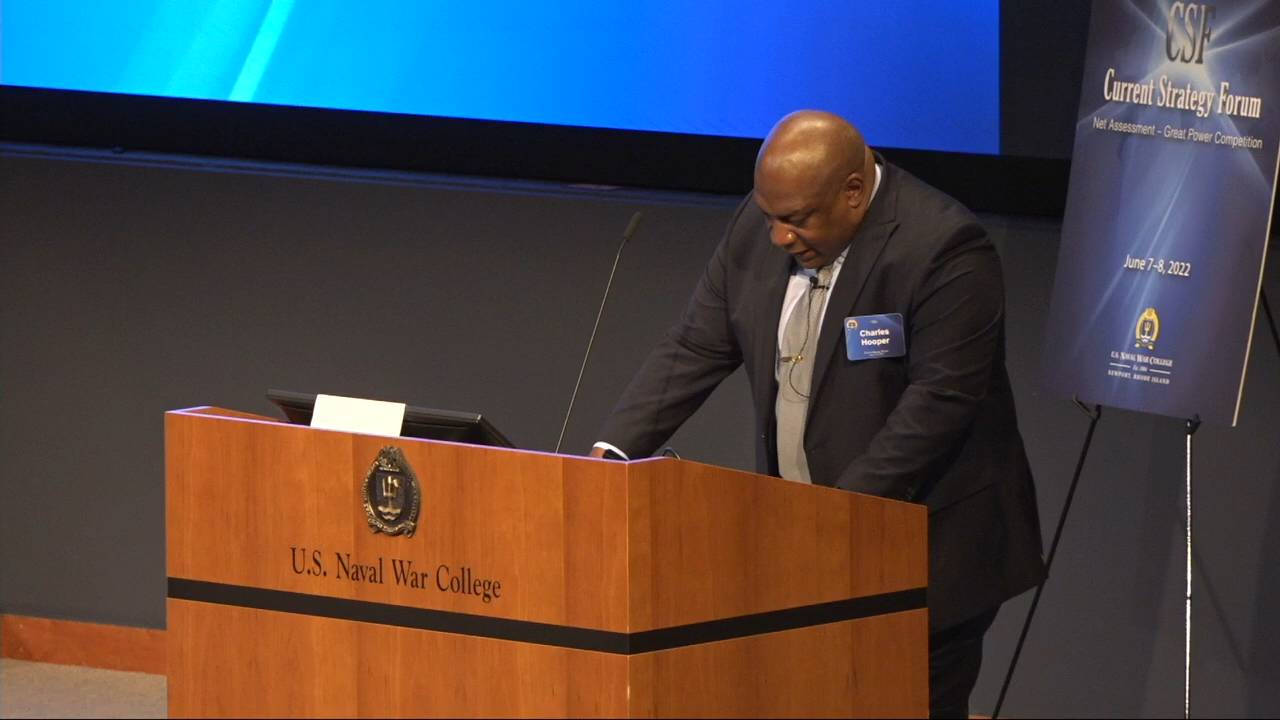 CSF
Current Strategy Forum
Net Assessment – Great Power Competition
June 7–8, 2022
U.S. Naval War College
Newport, Rhode Island
Charles
Hooper
U.S. Naval War College